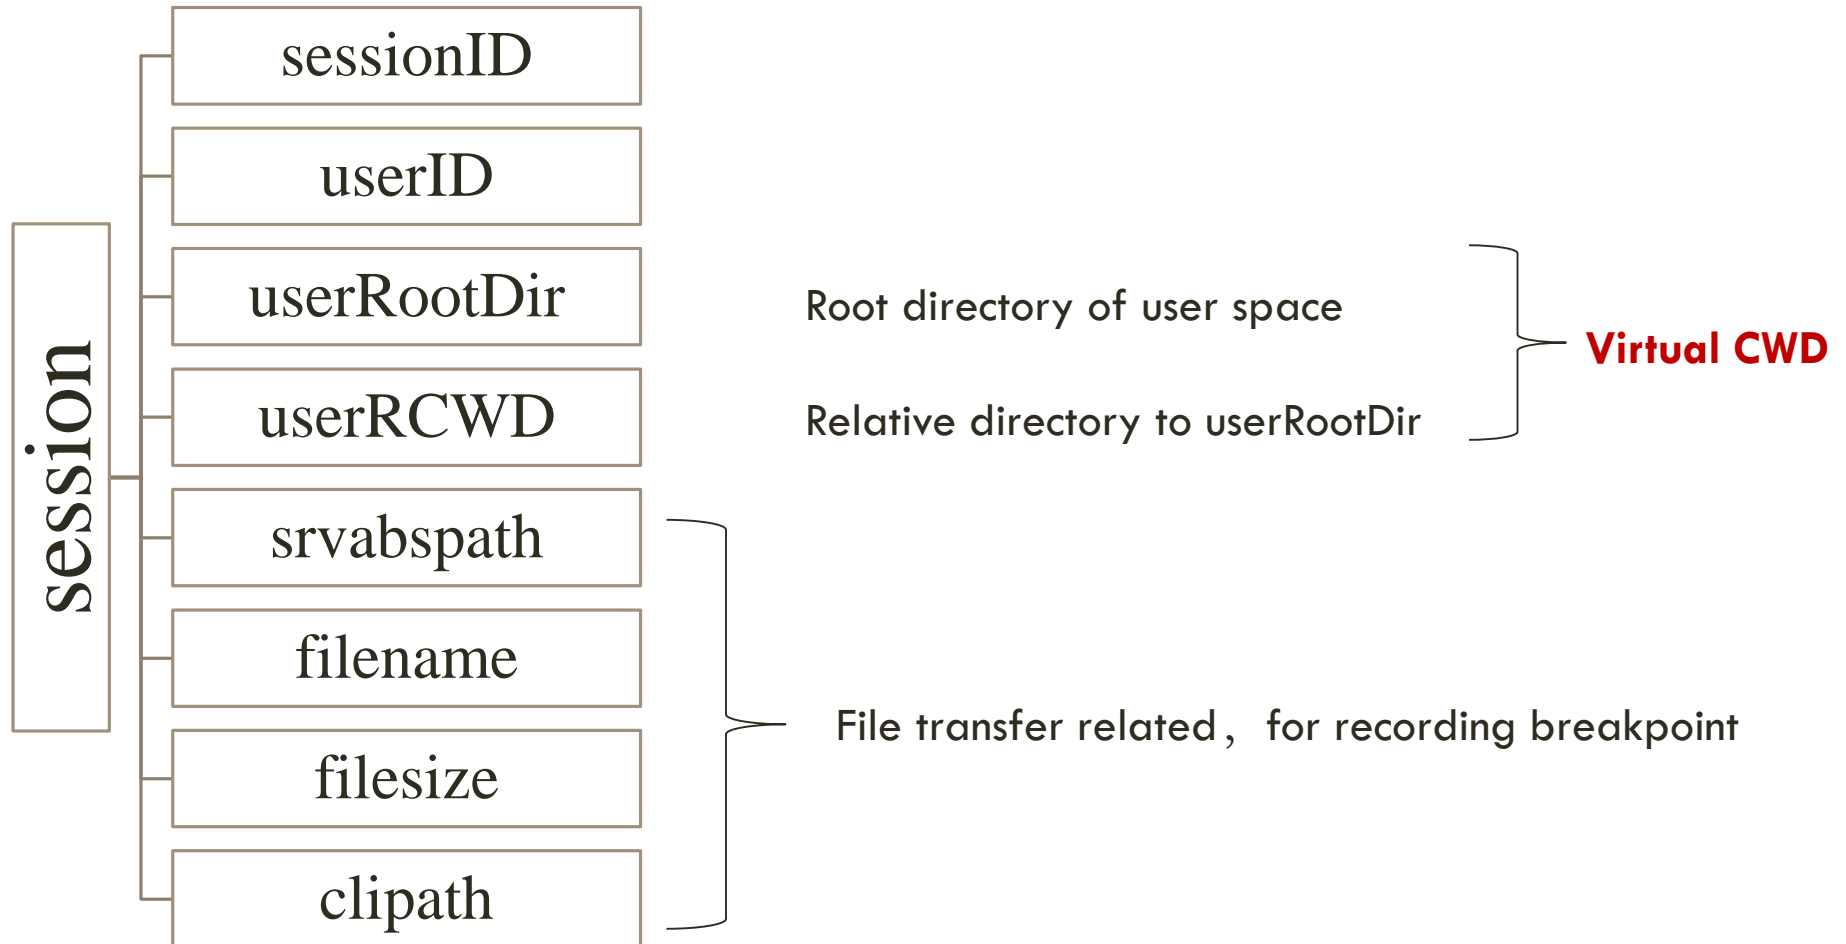 session
sessionID
userID
userRootDir
Root directory of user space
userRCWD
Relative directory to userRootDir
Virtual CWD
srvabspath
filename
filesize
clipath
File transfer related，for recording breakpoint